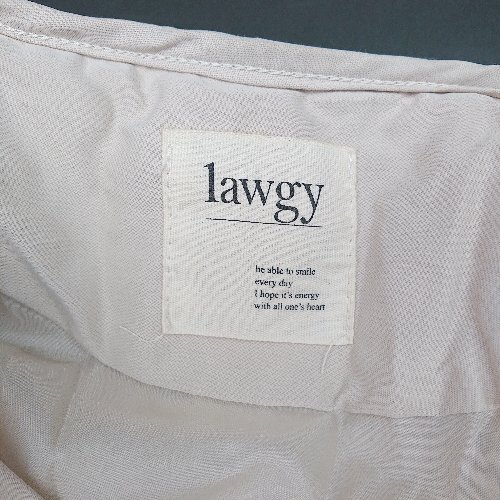 lawgy
be able to smile
every day
I hope it's energy
with all one's heart